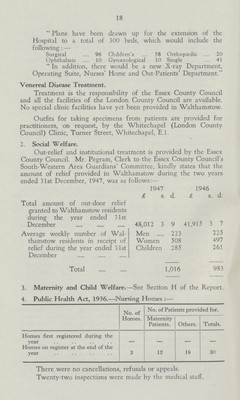 18
" Plans have been drawn up for the extension of the
Hospital to a total of 300 beds, which would include the
following :—
Surgical ... 96 Children's ... 58 Orthopædic ... 20
Ophthalmic ... 10 Gynæcological 10 Single ... 41
" In addition, there would be a new X-ray Department,
Operating Suite, Nurses' Home and Out-Patients' Department."
Venereal Disease Treatment.
Treatment is the responsibility of the Essex County Council
and all the facilities of the London County Council are available.
No special clinic facilities have yet been provided in Walthamstow.
Outfits for taking specimens from patients are provided for
practitioners, on request, by the Whitechapel (London County
Council) Clinic, Turner Street, Whitechapel, E.1.
2. Social Welfare.
Out-relief and institutional treatment is provided by the Essex
County Council. Mr. Pegram, Clerk to the Essex County Council's
South-Western Area Guardians' Committee, kindly states that the
amount of relief provided in Walthamstow during the two years
ended 31st December, 1947, was as follows:—
1947 1946
£ s. d. £ s. d.
Total amount of out-door relief
granted to Walthamstow residents
during the year ended 31st
December ... 48,012 3 9 41,915 3 7
Average weekly number of Wal- Men ... 223 225
thamstow residents in receipt of Women 508 497
relief during the year ended 31st Children 285 261
December ...
Total ... 1,016 983
3. Maternity and Child Welfare.—See Section H of the Report.
4. Public Health Act, 1936.—Nursing Homes :—
No. of Homes. No. of Patients provided for.
Maternity Patients. Others. Totals.
Homes first registered during the
year — — — —
Homes on register at the end of the
year 3 12 18
There were no cancellations, refusals or appeals.
Twenty-two inspections were made by the medical staff.